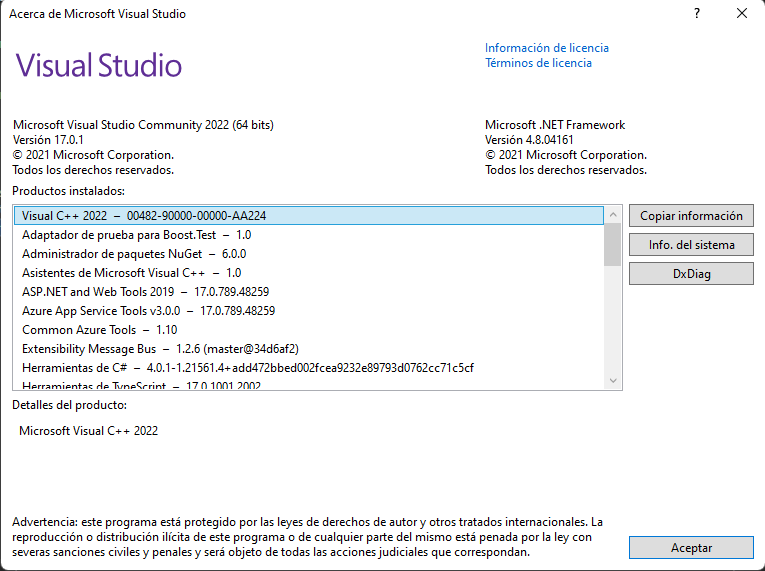 Acerca de Microsoft Visual Studio
?
Visual Studio
Información de licencia
Términos de licencia
Microsoft Visual Studio Community 2022 (64 bits)
Versión 17.0.1
© 2021 Microsoft Corporation.
Todos los derechos reservados.
Microsoft .NET Framework
Versión 4.8.04161
© 2021 Microsoft Corporation.
Todos los derechos reservados.
Productos instalados:
Visual C++ 2022 – 00482-90000-00000-AA224
Adaptador de prueba para Boost.Test – 1.0
Administrador de paquetes NuGet – 6.0.0
Asistentes de Microsoft Visual C++ – 1.0
ASP.NET and Web Tools 2019 – 17.0.789.48259
Azure App Service Tools v3.0.0 – 17.0.789.48259
Common Azure Tools – 1.10
Extensibility Message Bus – 1.2.6 (master@34d6af2)
Herramientas de C# – 4.0.1-1.21561.4+add472bbed002fcea9232e89793d0762cc71c5cf
Herramientas de TypeScript – 17.0.1001.2002
Copiar información
Info. del sistema
DxDiag
Detalles del producto:
Microsoft Visual C++ 2022
Advertencia: este programa está protegido por las leyes de derechos de autor y otros tratados internacionales. La
reproducción o distribución ilícita de este programa o de cualquier parte del mismo está penada por la ley con
severas sanciones civiles y penales y será objeto de todas las acciones judiciales que correspondan.
Aceptar